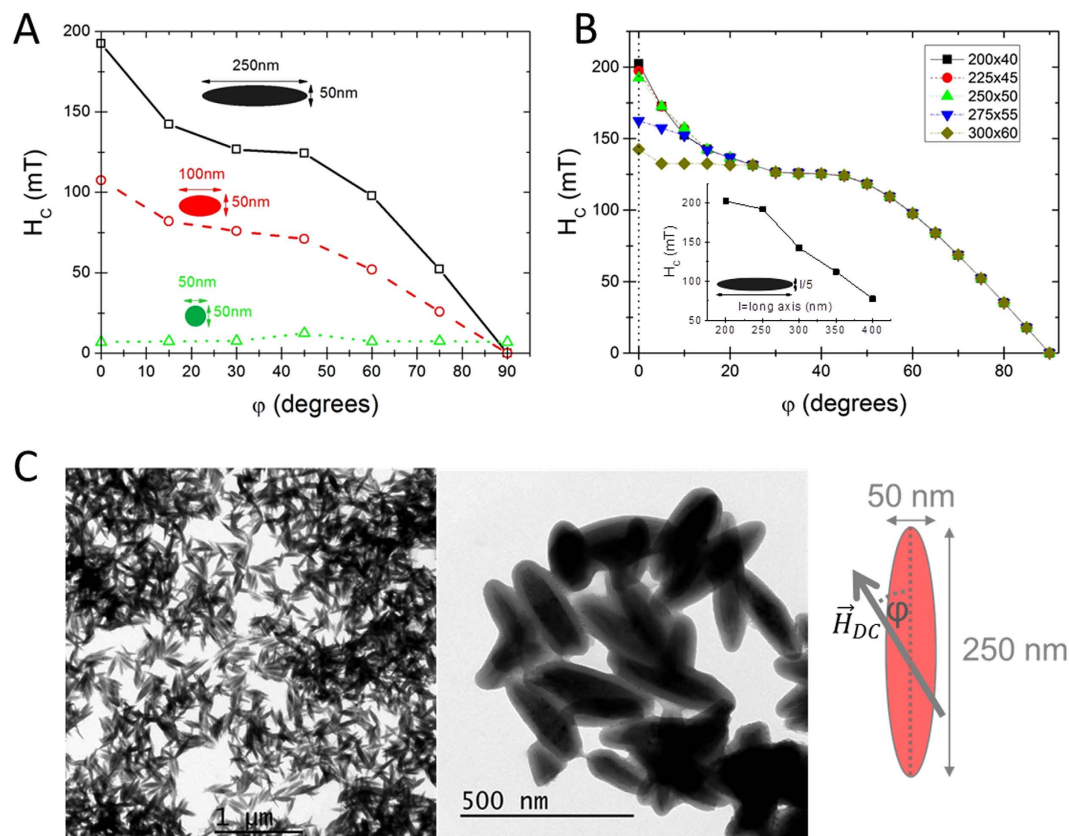 A
200
150
100
50
0
H_C (mT)
250nm
50nm
100nm
50nm
50nm
50nm
0 10 20 30 40 50 60 70 80 90
φ (degrees)
B
200
150
100
50
0
H_C (mT)
200x40
225x45
250x50
275x55
300x60
200
150
100
50
H_C (mT)
l/5
l=long axis (nm)
200 250 300 350 400
0 20 40 60 80
φ (degrees)
C
1 µm
500 nm
50 nm
φ
H⃗_DC
250 nm